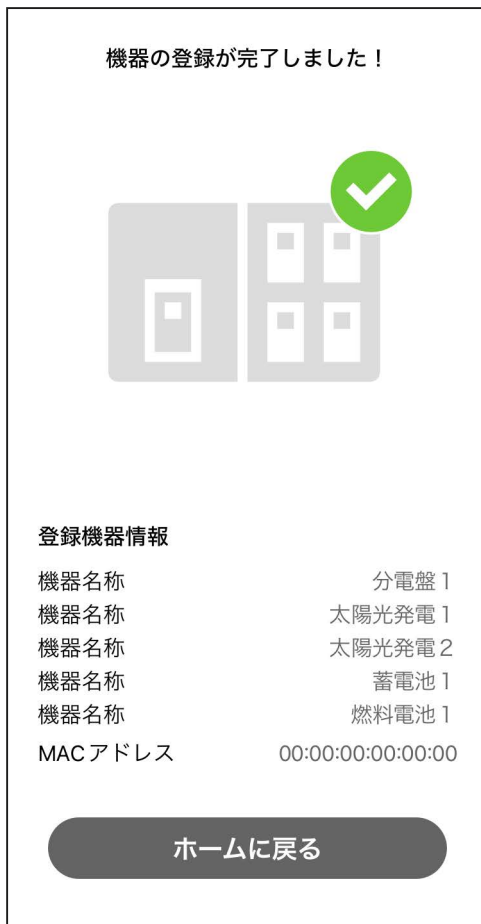 機器の登録が完了しました！
登録機器情報
機器名称 分電盤1
機器名称 太陽光発電1
機器名称 太陽光発電2
機器名称 蓄電池1
機器名称 燃料電池1
MACアドレス 00:00:00:00:00:00
ホームに戻る